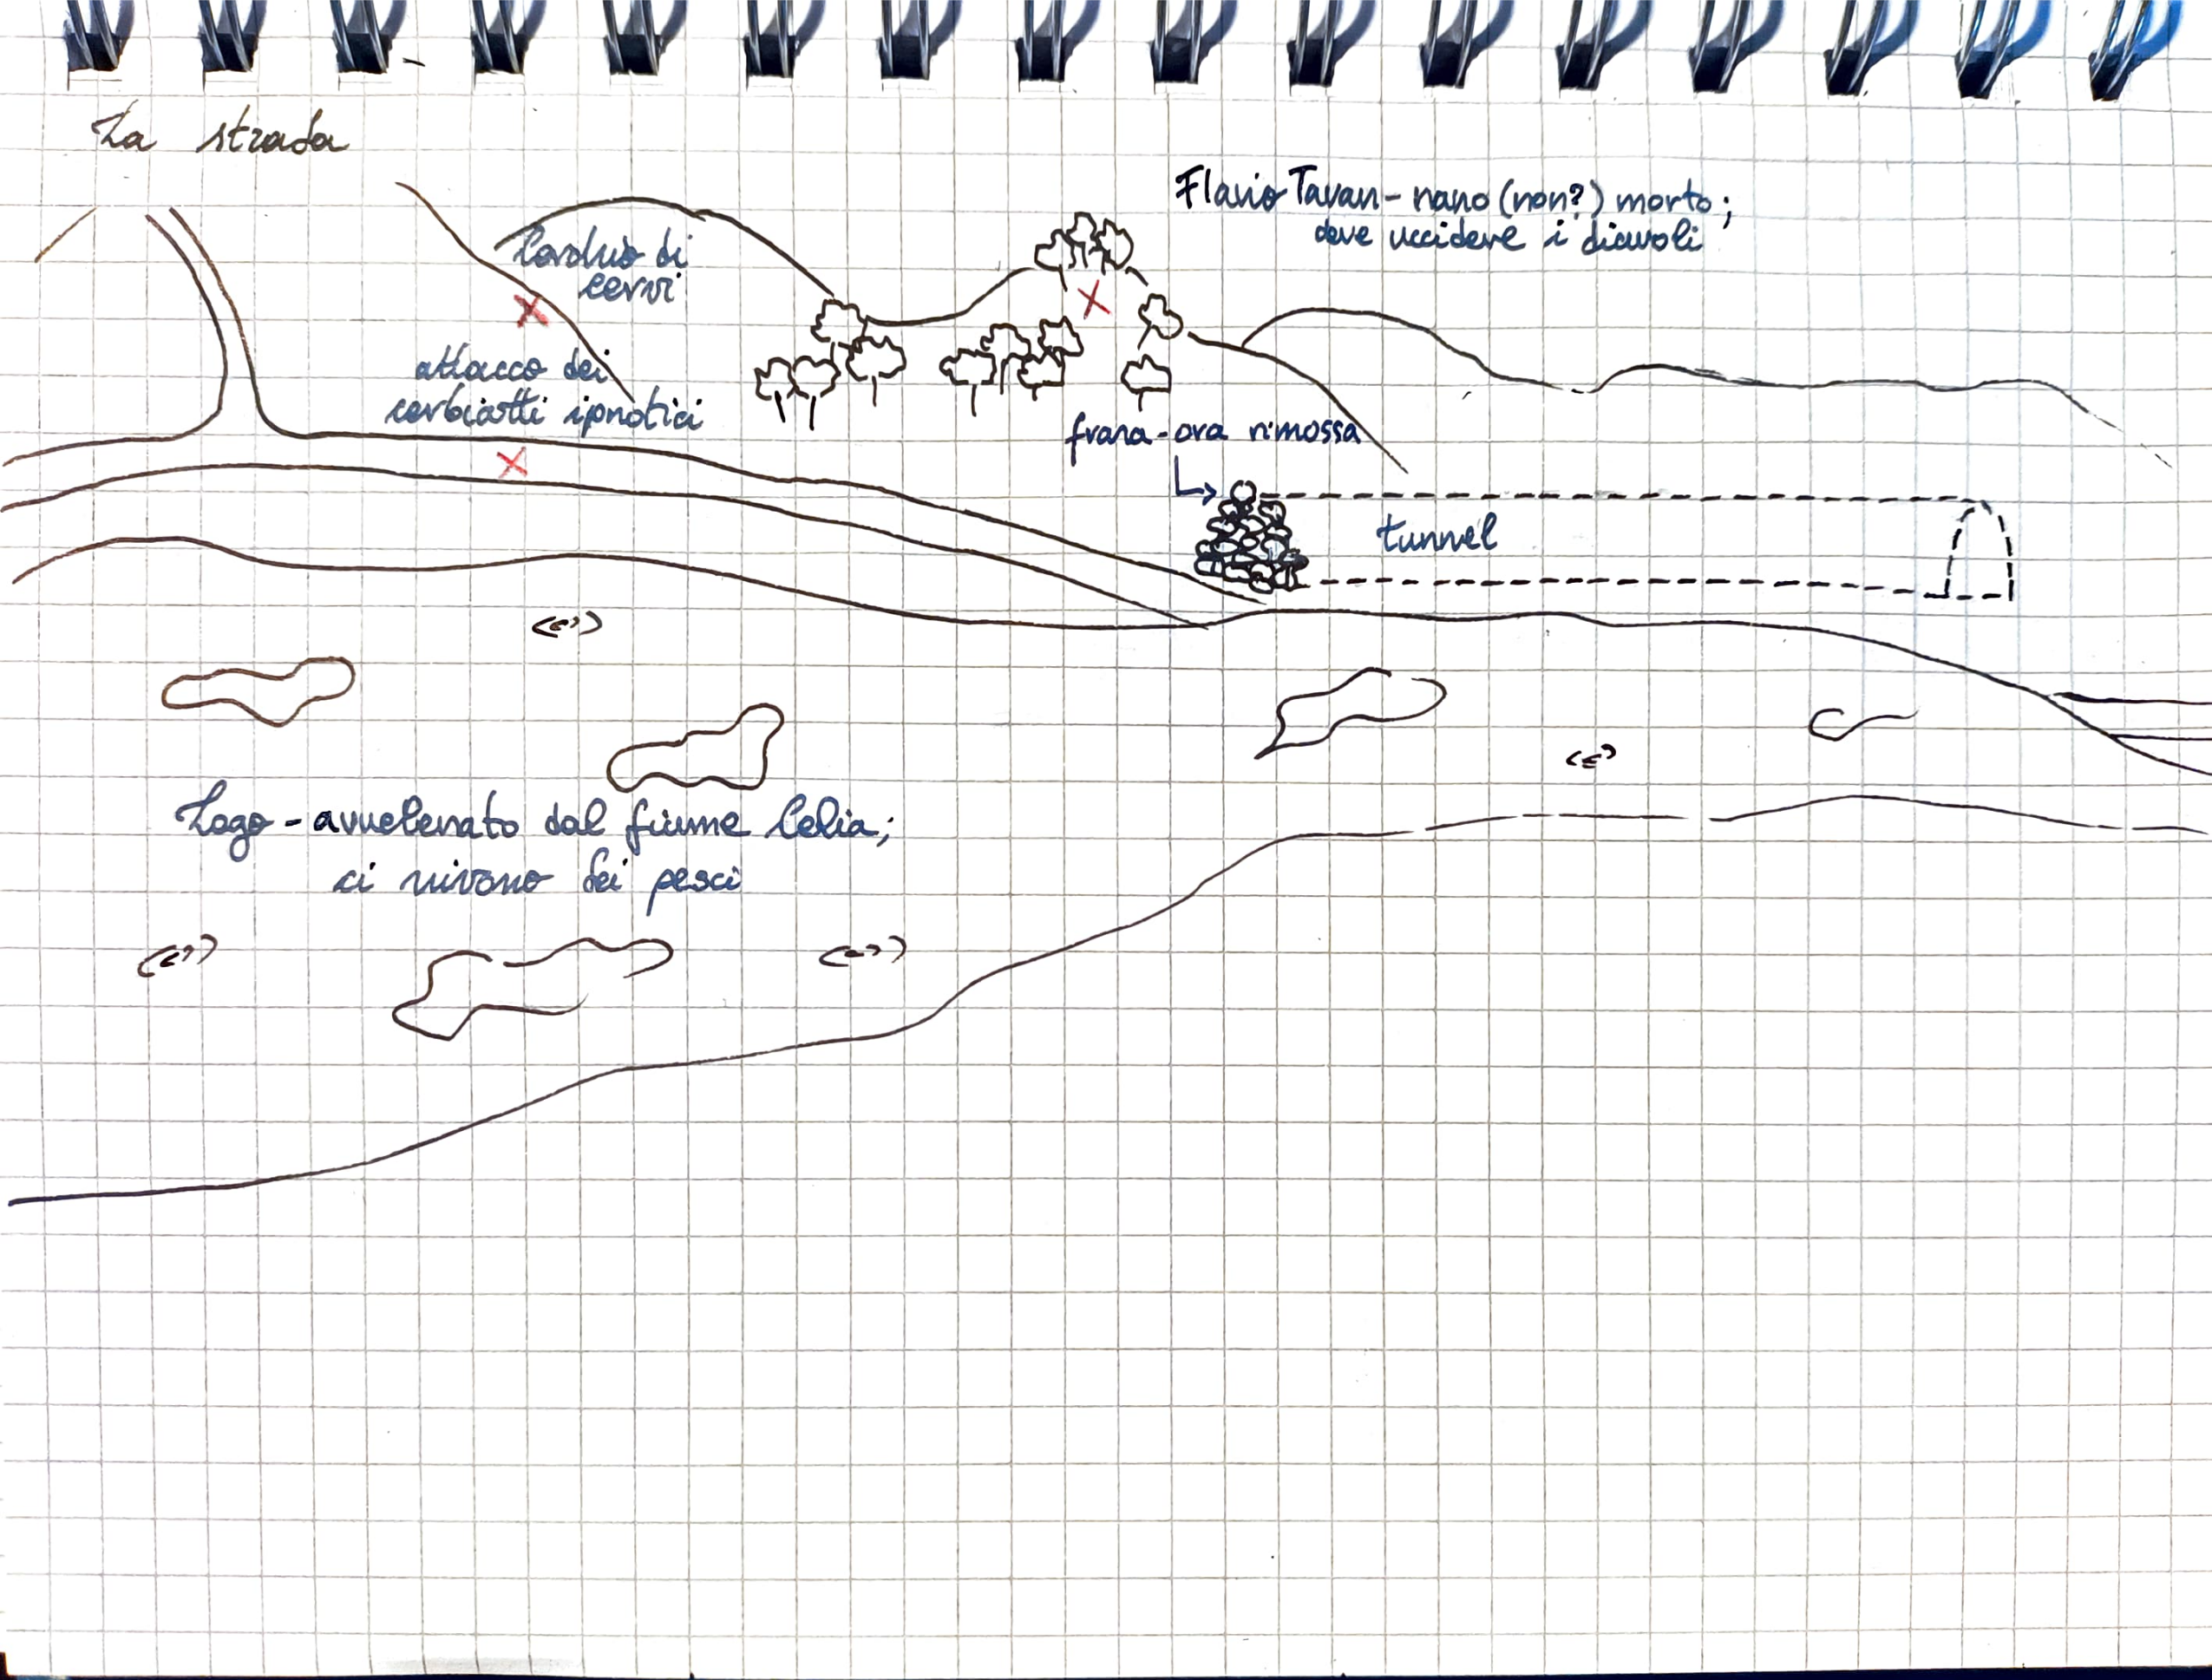 La strada
Flavio Tavan - nano (non?) morto;
deve uccidere i diavoli
Cerchio di
cervi
attacco dei
cerbiatti ipnotici
frana - ora rimossa
tunnel
Lago - avvelenato dal fiume Celia;
ci vivono dei pesci